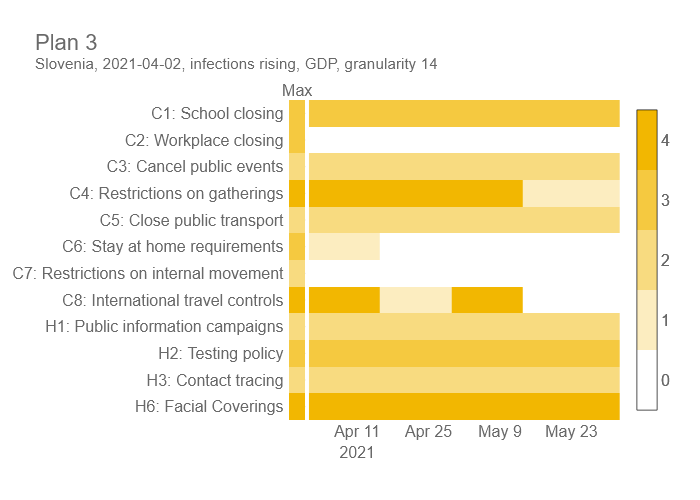 Plan 3
Slovenia, 2021-04-02, infections rising, GDP, granularity 14
Max
C1: School closing
C2: Workplace closing
C3: Cancel public events
C4: Restrictions on gatherings
C5: Close public transport
C6: Stay at home requirements
C7: Restrictions on internal movement
C8: International travel controls
H1: Public information campaigns
H2: Testing policy
H3: Contact tracing
H6: Facial Coverings
Apr 11 Apr 25 May 9 May 23
2021
4
3
2
1
0